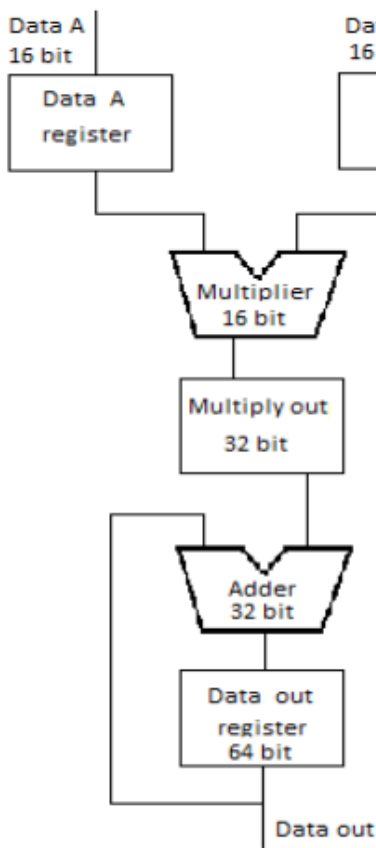 Data A
16 bit
Data A
register
16
Multiplier
16 bit
Multiply out
32 bit
Adder
32 bit
Data out
register
64 bit
Data out